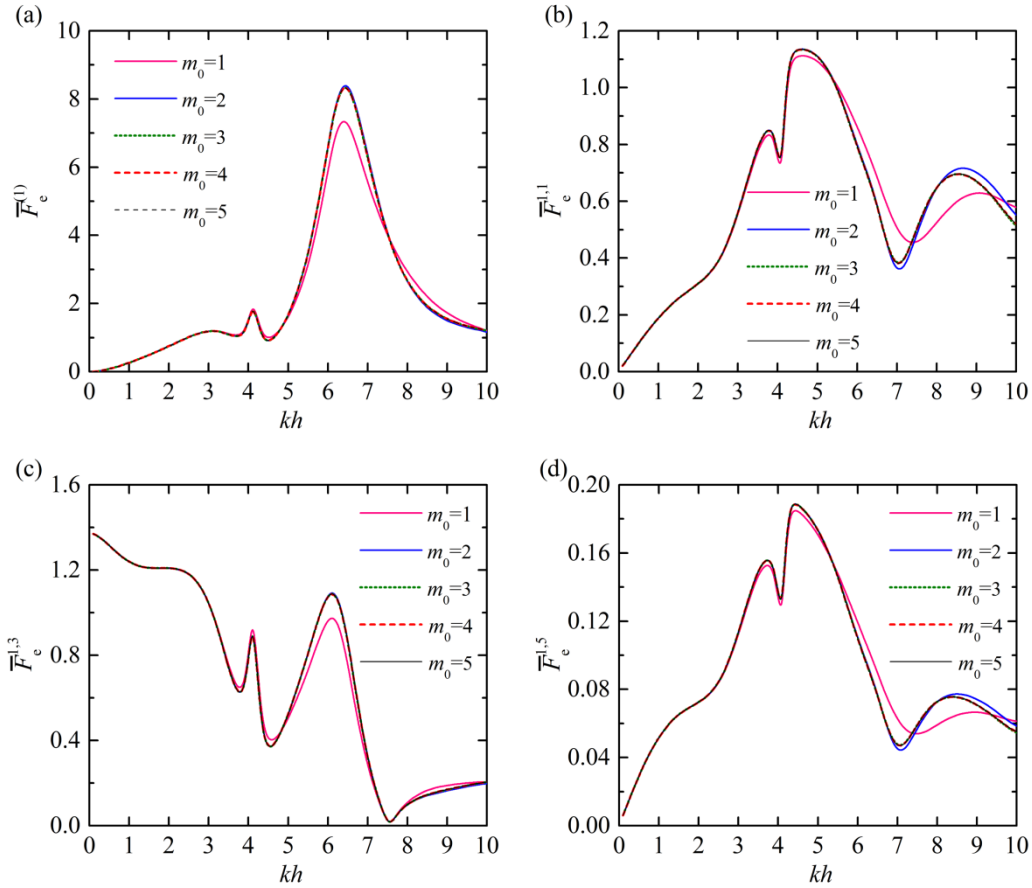 (a)
F̅e(1)
10
8
6
4
2
0
m0=1
m0=2
m0=3
m0=4
m0=5
0 1 2 3 4 5 6 7 8 9 10
kh
(b)
F̅e1,1
1.2
1.0
0.8
0.6
0.4
0.2
0.0
m0=1
m0=2
m0=3
m0=4
m0=5
0 1 2 3 4 5 6 7 8 9 10
kh
(c)
F̅e1,3
1.6
1.2
0.8
0.4
0.0
m0=1
m0=2
m0=3
m0=4
m0=5
0 1 2 3 4 5 6 7 8 9 10
kh
(d)
F̅e1,5
0.20
0.16
0.12
0.08
0.04
0.00
m0=1
m0=2
m0=3
m0=4
m0=5
0 1 2 3 4 5 6 7 8 9 10
kh